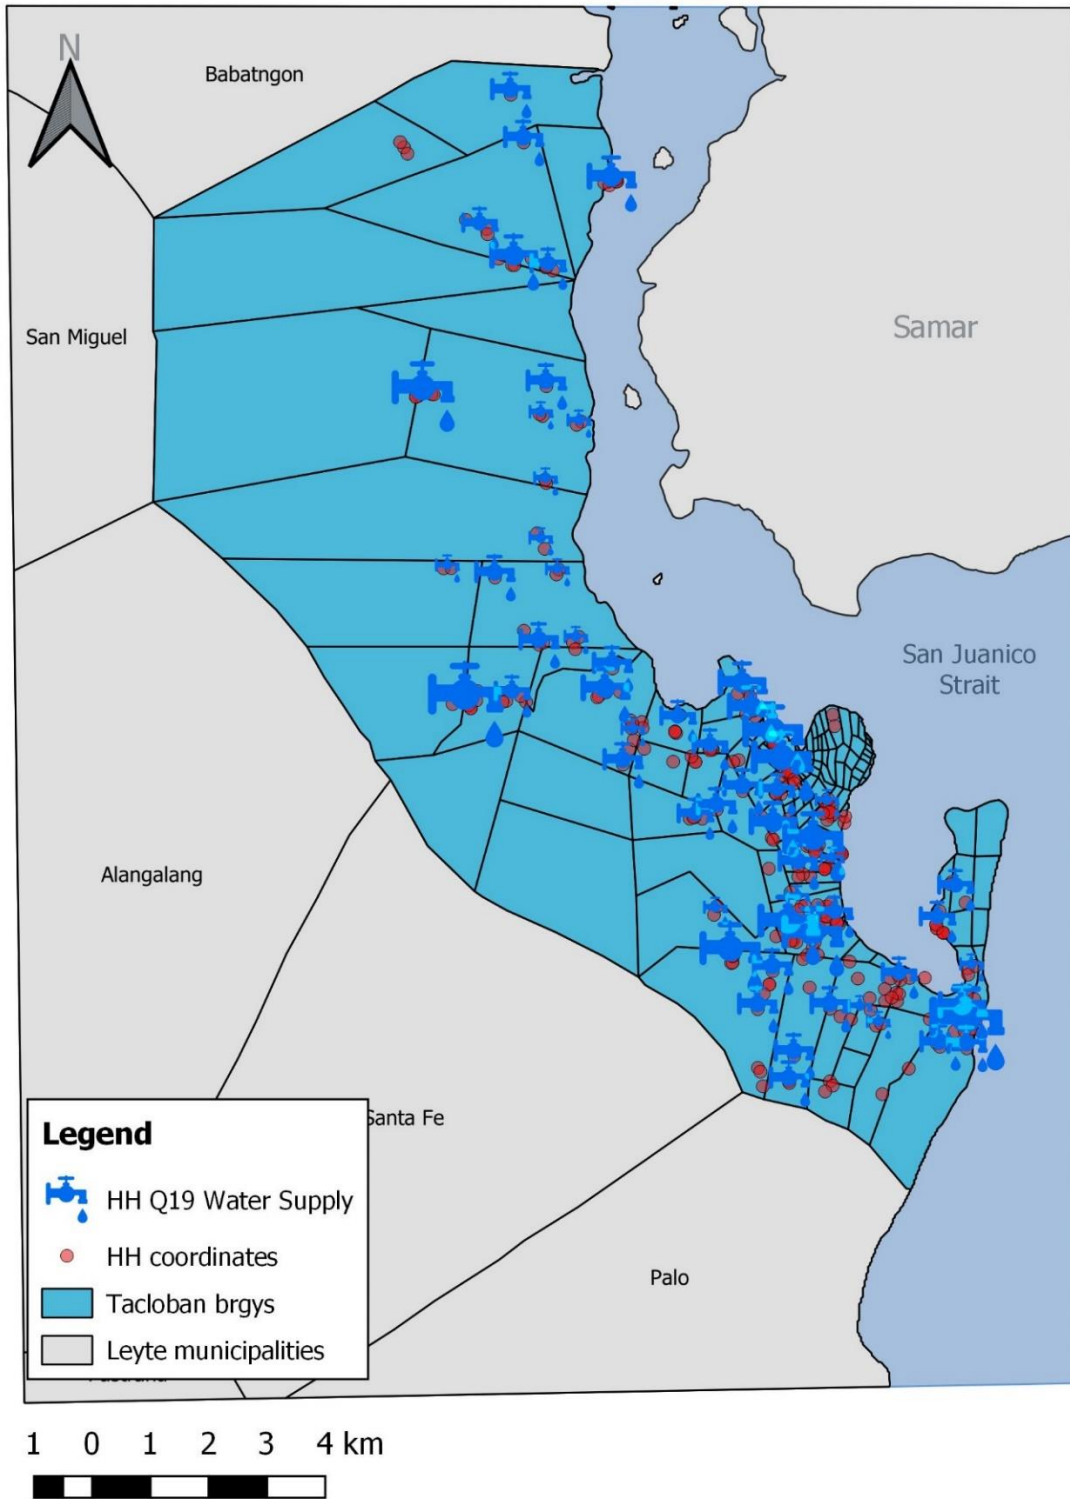 N
Babatngon
San Miguel
Samar
San Juanico
Strait
Alangalang
Santa Fe
Palo
Legend
HH Q19 Water Supply
HH coordinates
Tacloban brgys
Leyte municipalities
1 0 1 2 3 4 km